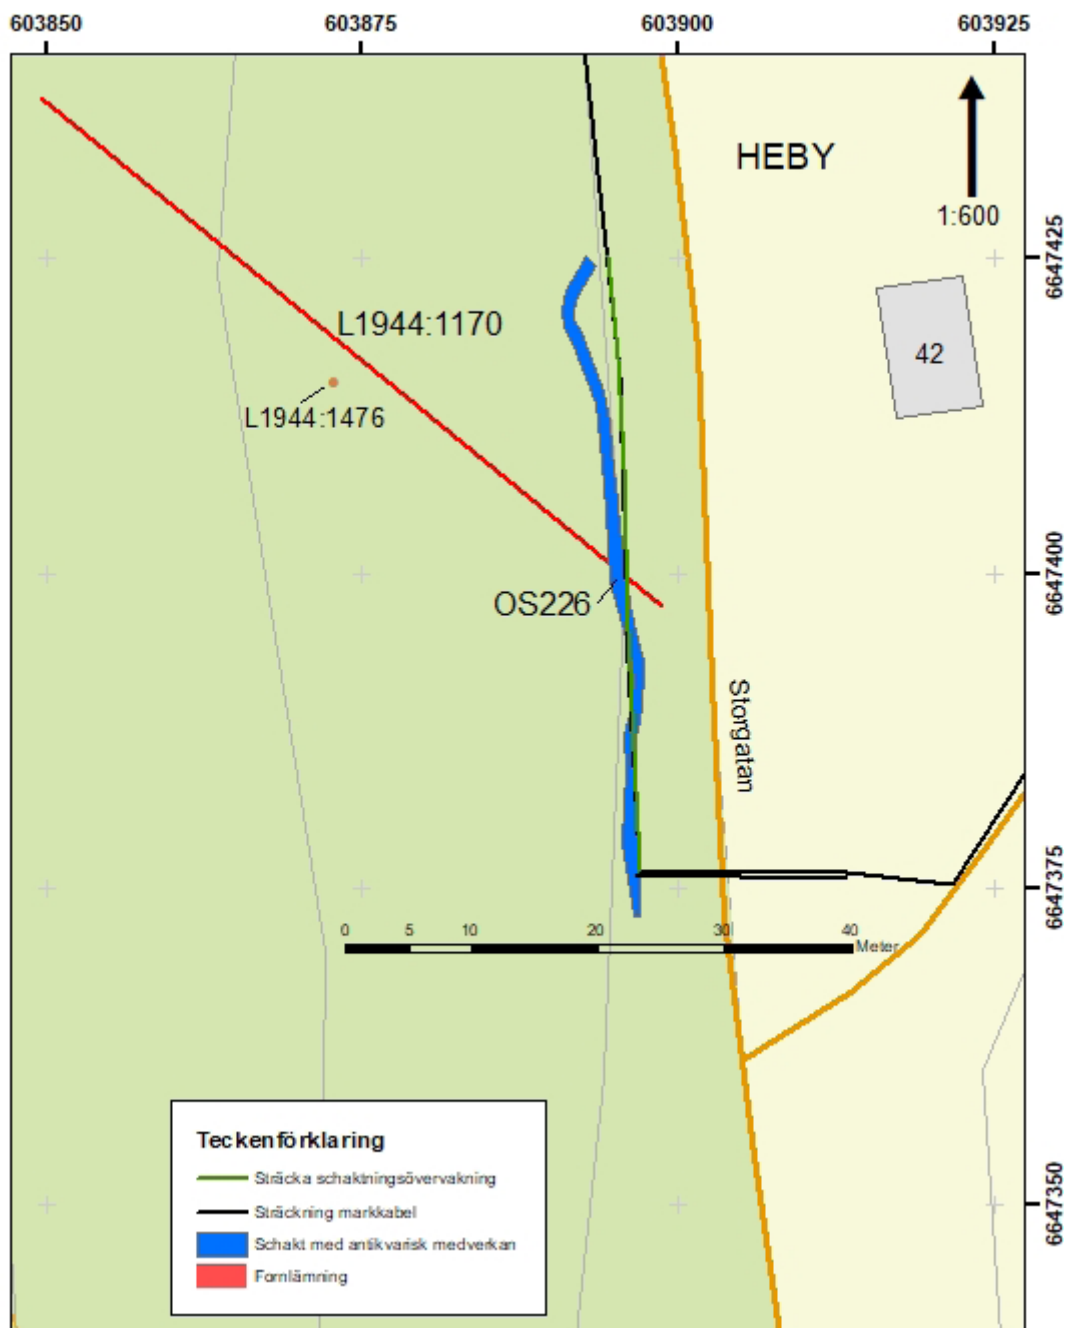 603850 603875 603900 603925
HEBY
1:600
6647425
L1944:1170
42
L1944:1476
6647400
OS226
Storgatan
6647375
0 5 10 20 30 40
Meter
Teckenförklaring
Sträcka schaktningsövervakning
Sträckning markkabel
6647350
Schakt med antikvarisk medverkan
Fornlämning